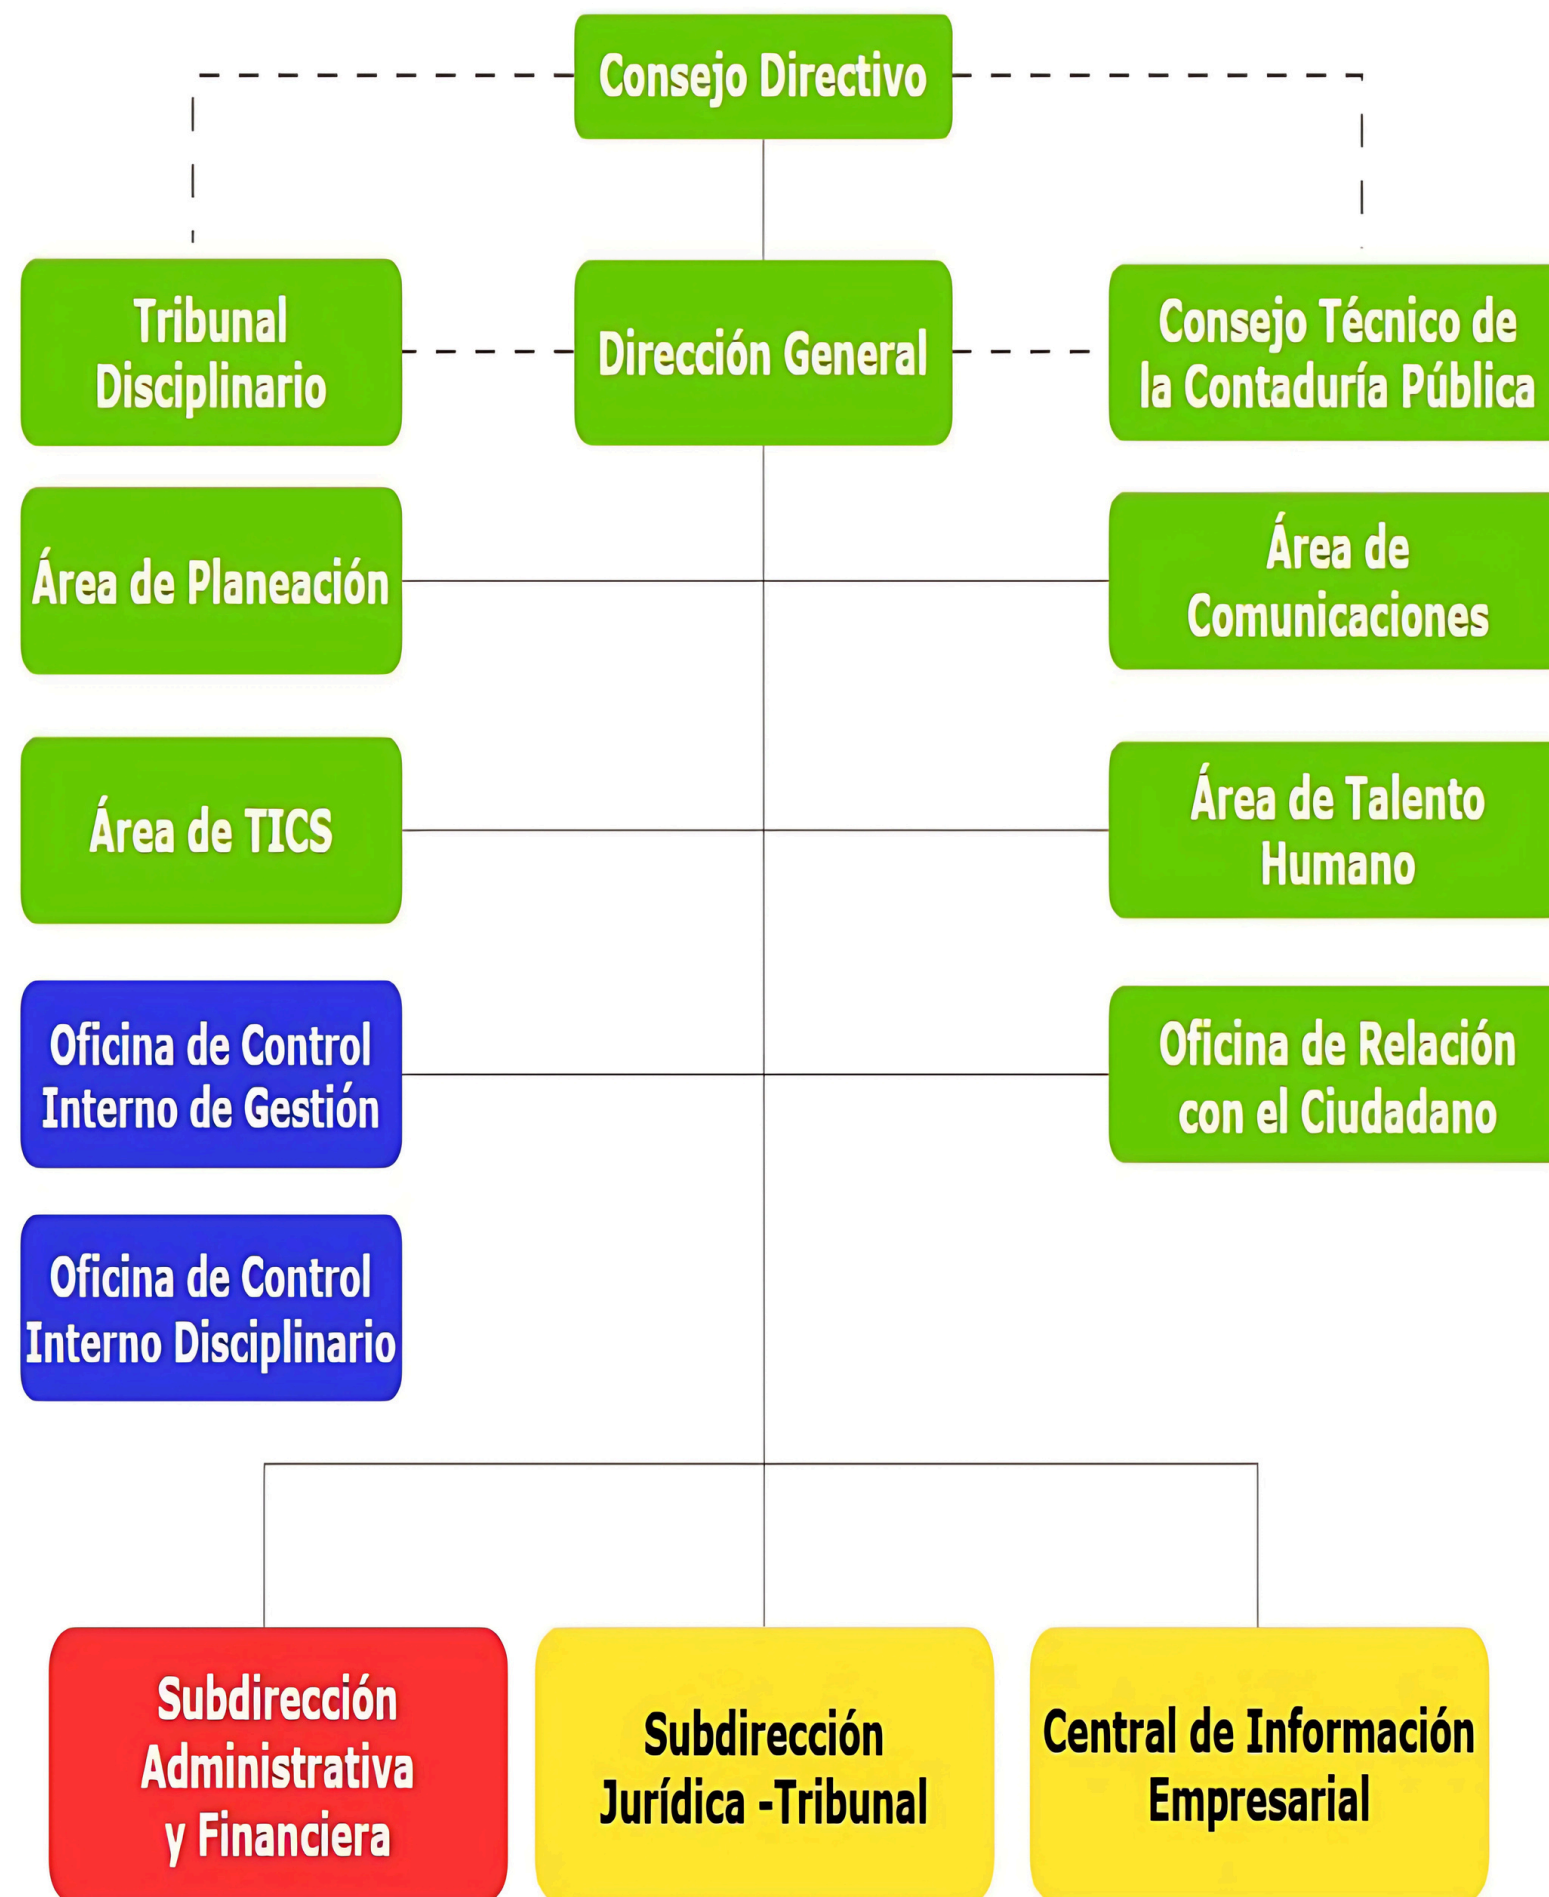 Consejo Directivo
Tribunal
Disciplinario
Dirección General
Consejo Técnico de
la Contaduría Pública
Área de Planeación
Área de
Comunicaciones
Área de TICS
Área de Talento
Humano
Oficina de Control
Interno de Gestión
Oficina de Relación
con el Ciudadano
Oficina de Control
Interno Disciplinario
Subdirección
Administrativa
y Financiera
Subdirección
Jurídica -Tribunal
Central de Información
Empresarial